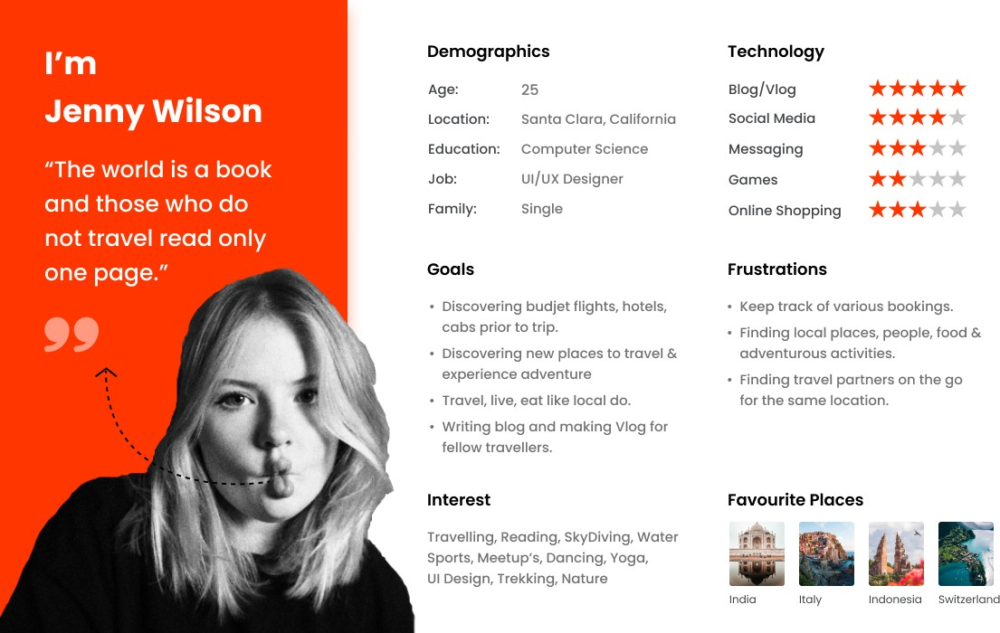 I’m
Jenny Wilson
“The world is a book
and those who do
not travel read only
one page.”
Demographics
Age: 25
Location: Santa Clara, California
Education: Computer Science
Job: UI/UX Designer
Family: Single
Technology
Blog/Vlog
Social Media
Messaging
Games
Online Shopping
Goals
• Discovering budjet flights, hotels,
cabs prior to trip.
• Discovering new places to travel &
experience adventure
• Travel, live, eat like local do.
• Writing blog and making Vlog for
fellow travellers.
Frustrations
• Keep track of various bookings.
• Finding local places, people, food &
adventurous activities.
• Finding travel partners on the go
for the same location.
Interest
Travelling, Reading, SkyDiving, Water
Sports, Meetup’s, Dancing, Yoga,
UI Design, Trekking, Nature
Favourite Places
India
Italy
Indonesia
Switzerland